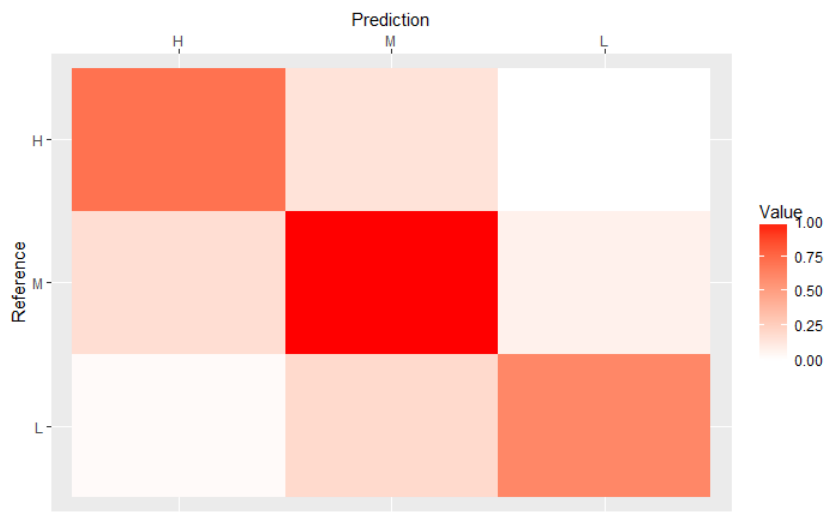 Prediction
H M L
H
M
L
Reference
Value
1.00
0.75
0.50
0.25
0.00